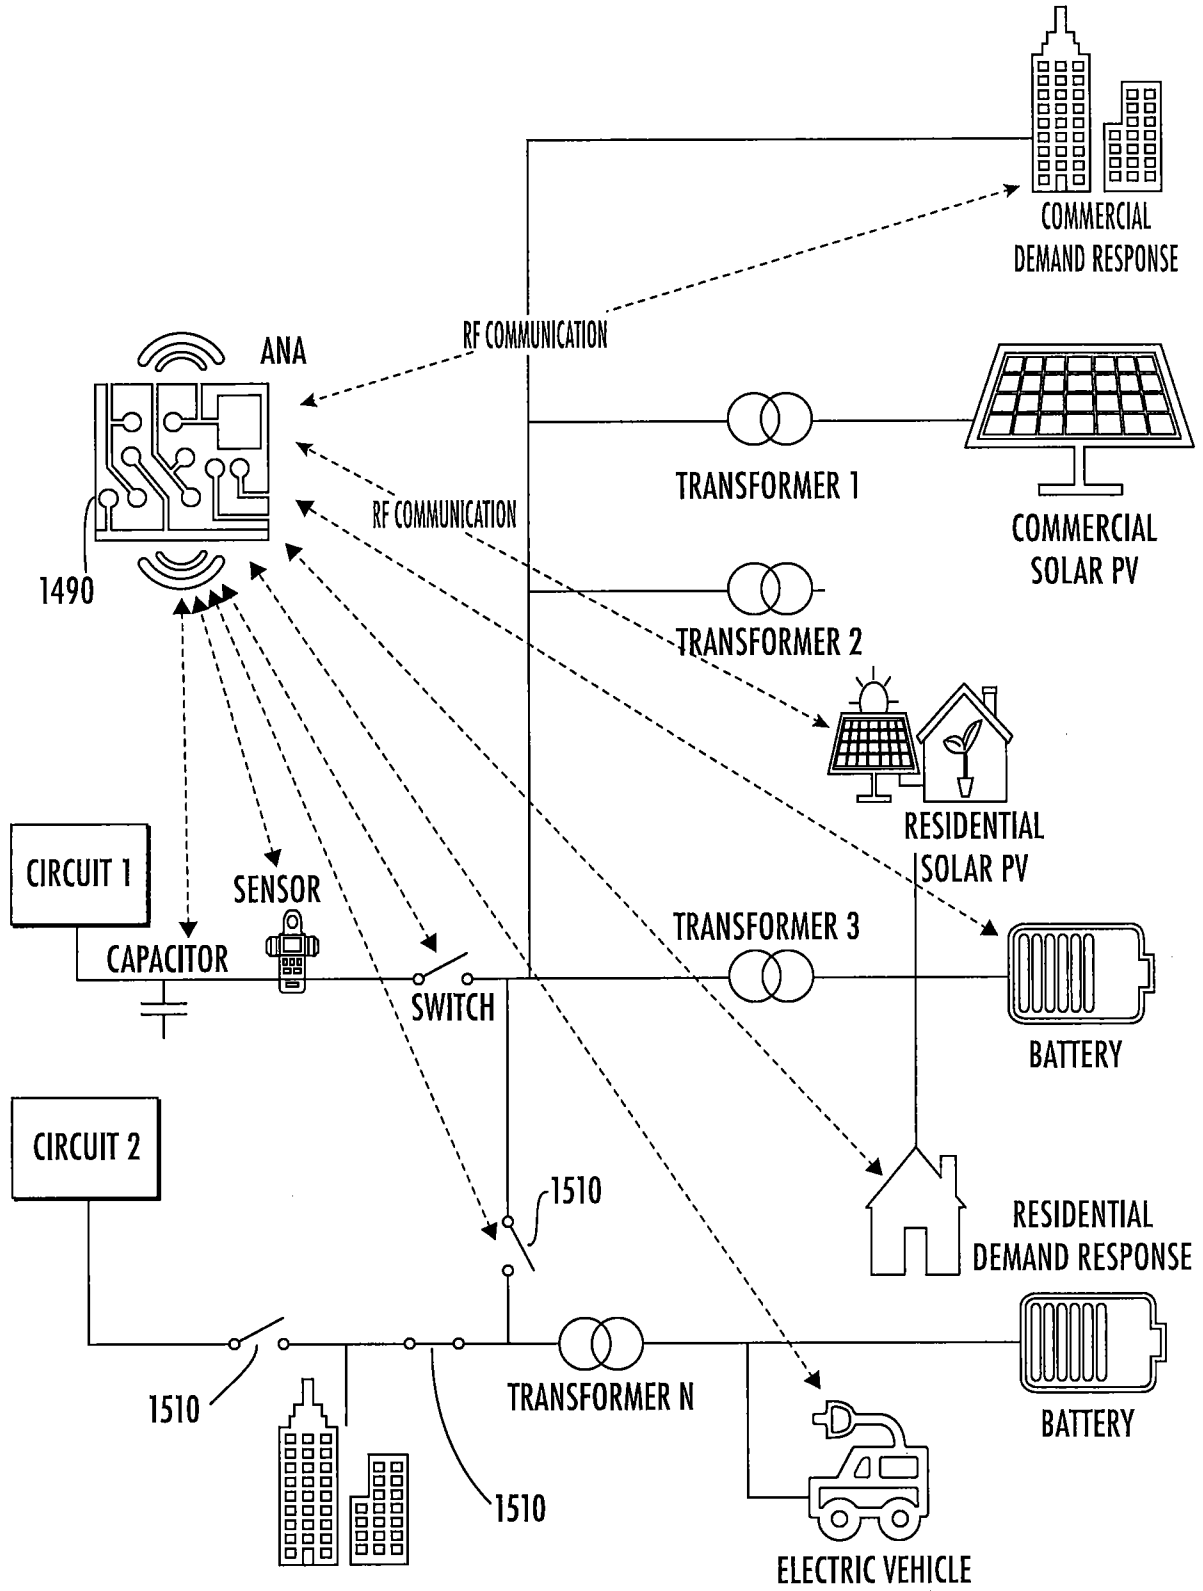 COMMERCIAL
DEMAND RESPONSE
RF COMMUNICATION
ANA
TRANSFORMER 1
RF COMMUNICATION
COMMERCIAL
SOLAR PV
1490
TRANSFORMER 2
RESIDENTIAL
SOLAR PV
CIRCUIT 1
SENSOR
CAPACITOR
TRANSFORMER 3
SWITCH
BATTERY
CIRCUIT 2
1510
RESIDENTIAL
DEMAND RESPONSE
1510
TRANSFORMER N
BATTERY
1510
ELECTRIC VEHICLE